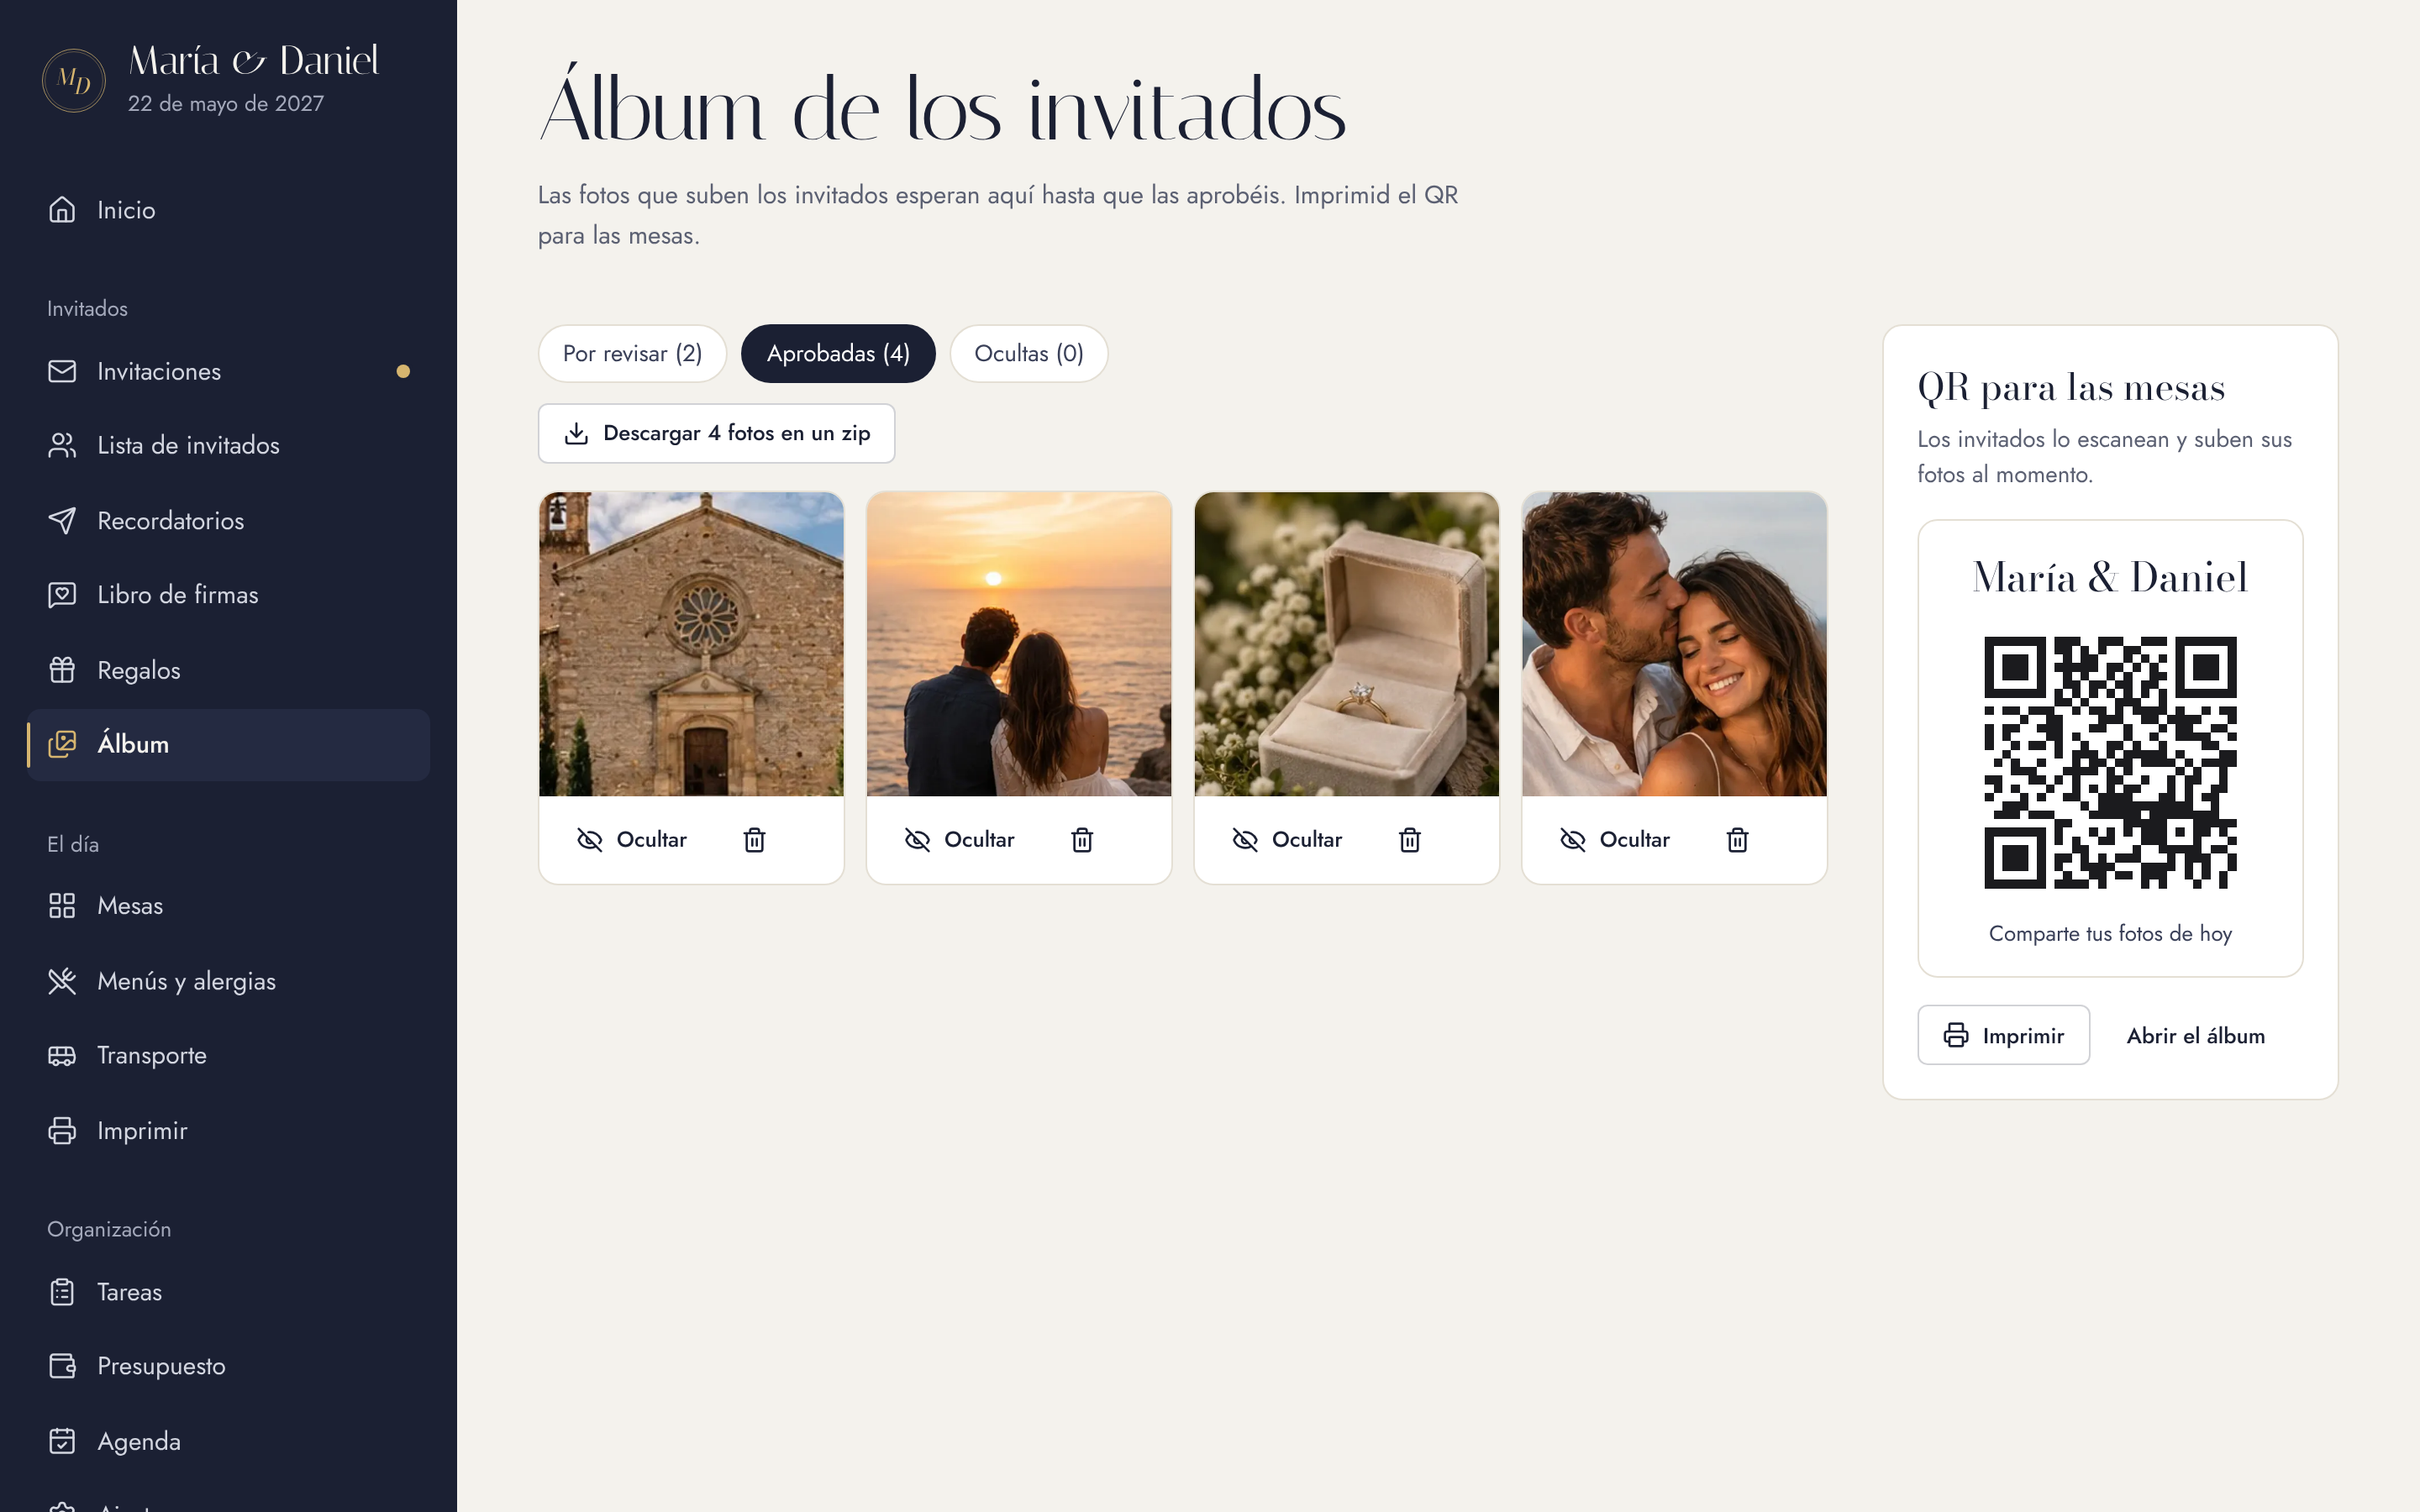 MD
María & Daniel
22 de mayo de 2027
Inicio
Invitados
Invitaciones
Lista de invitados
Recordatorios
Libro de firmas
Regalos
Álbum
El día
Mesas
Menús y alergias
Transporte
Imprimir
Organización
Tareas
Presupuesto
Agenda
Álbum de los invitados
Las fotos que suben los invitados esperan aquí hasta que las aprobéis. Imprimid el QR
para las mesas.
Por revisar (2)
Aprobadas (4)
Ocultas (0)
Descargar 4 fotos en un zip
Ocultar
Ocultar
Ocultar
Ocultar
QR para las mesas
Los invitados lo escanean y suben sus
fotos al momento.
María & Daniel
Comparte tus fotos de hoy
Imprimir
Abrir el álbum